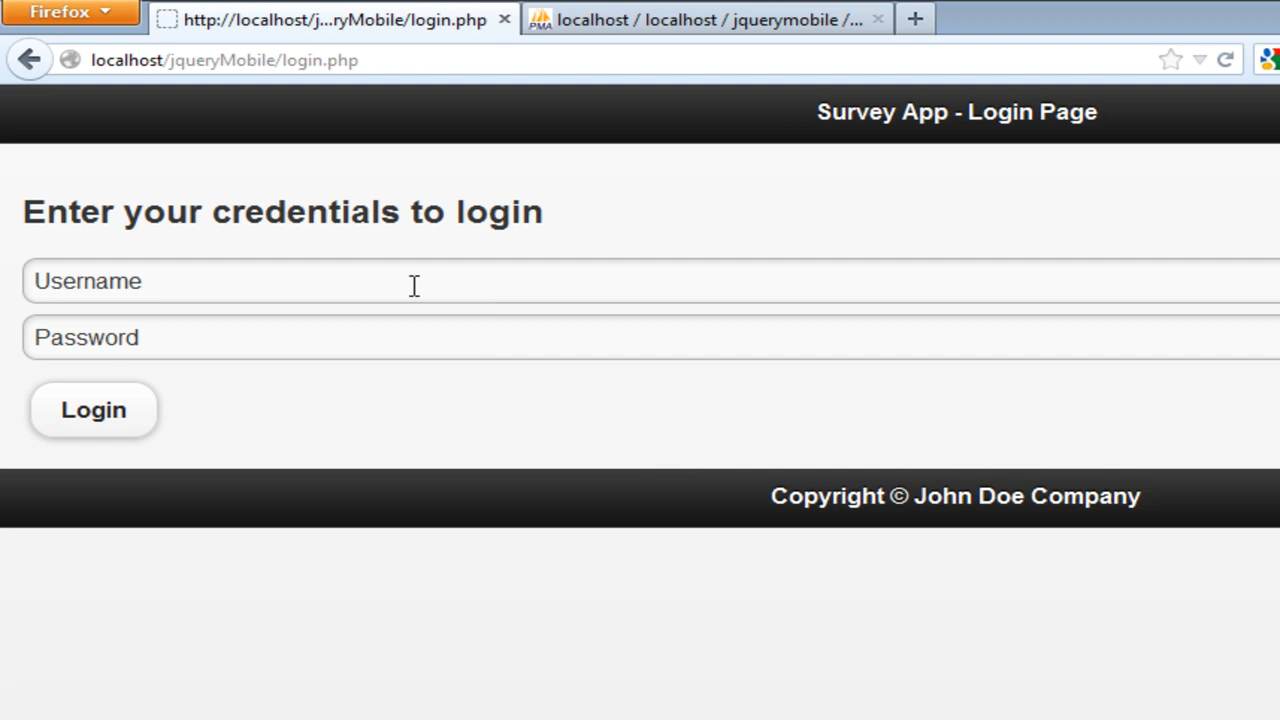 Firefox
http://localhost/j...ryMobile/login.php
PMA
localhost / localhost / jquerymobile /...
localhost/jqueryMobile/login.php
Survey App - Login Page
Enter your credentials to login
Username
Password
Login
Copyright © John Doe Company